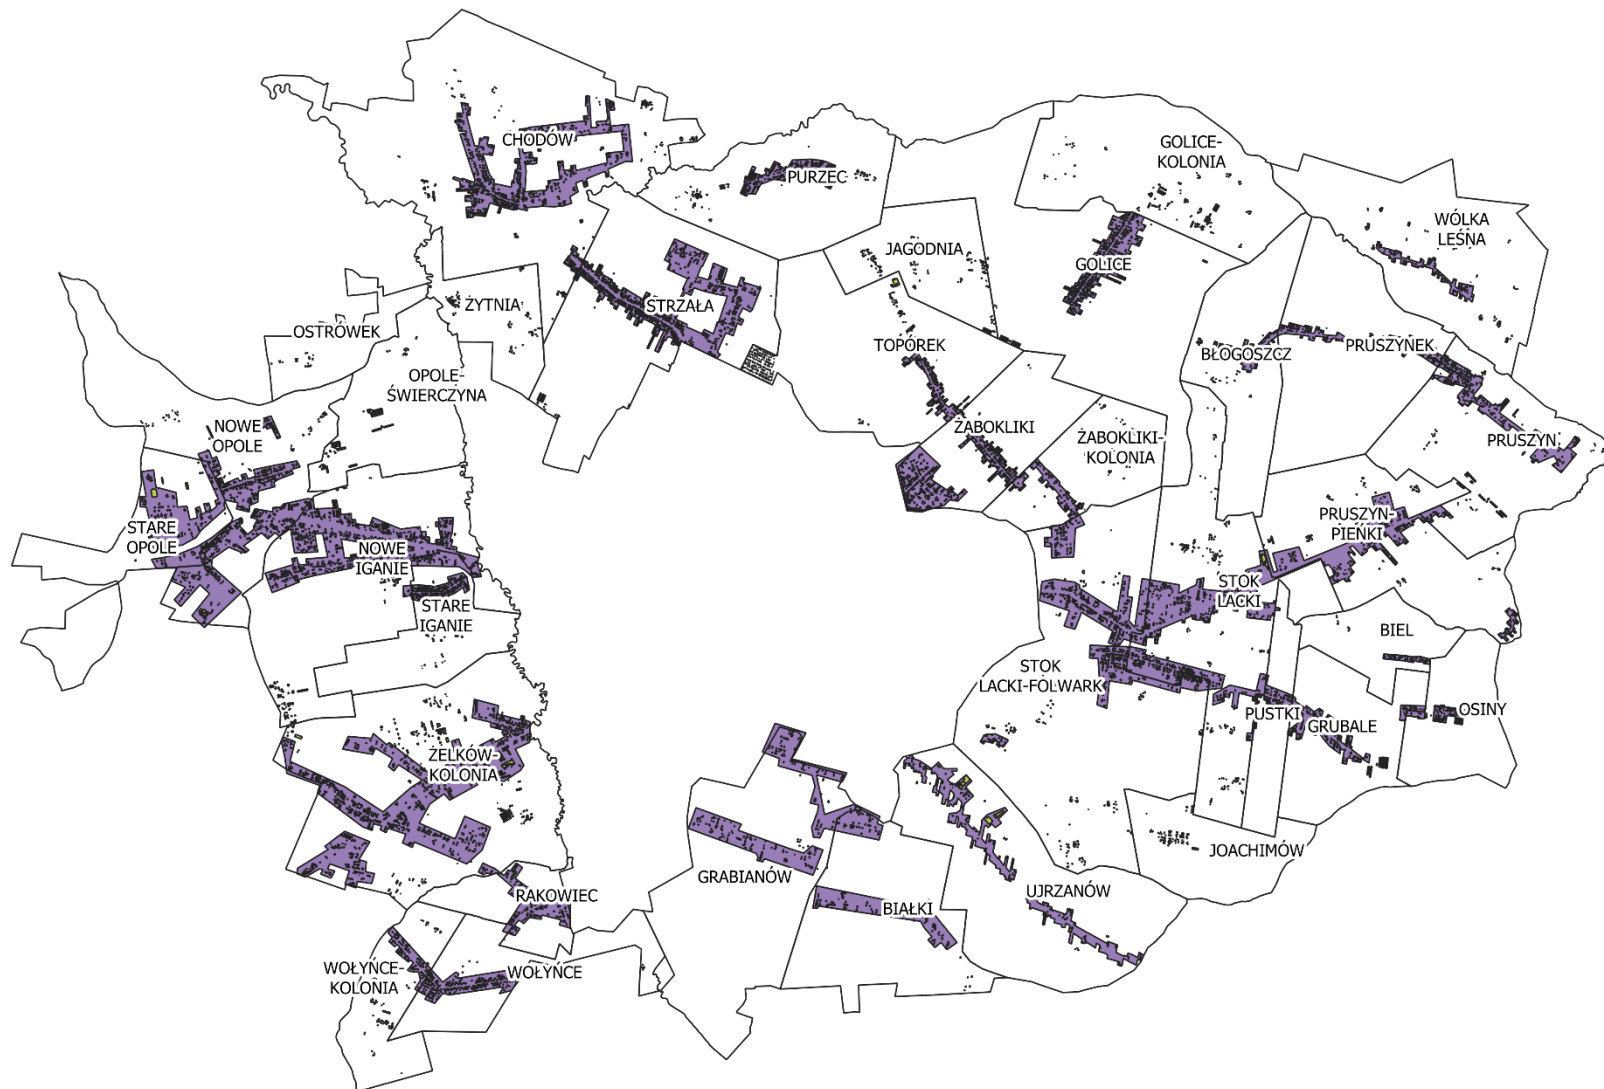 CHODÓW
PURZEC
GOLICE-
KOLONIA
WÓLKA
LEŚNA
JAGODNIA
GOLICE
ŻYTNIA
STRZAŁA
OSTRÓWEK
TOPÓREK
BŁOGOSZCZ
PRUSZYNEK
OPOLE
ŚWIERCZYNA
NOWE
OPOLE
ŻABOKLIKI
ŻABOKLIKI-
KOLONIA
PRUSZYN
STARE
OPOLE
PRUSZYN-
PIEŃKI
NOWE
IGANIE
STARE
IGANIE
STOK
LACKI
BIEL
STOK
LACKI-FOLWARK
PUSTKI
GRUBALE
OSINY
ŻELKÓW-
KOLONIA
JOACHIMÓW
GRABIANÓW
RAKOWIEC
BIAŁKI
UJRZANÓW
WOŁYŃCE-
KOLONIA
WOŁYŃCE